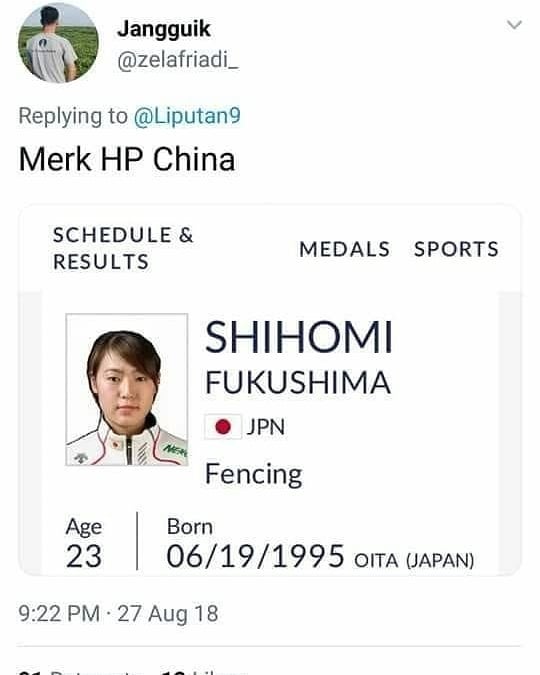 Jangguik
@zelafriadi_
Replying to @Liputan9
Merk HP China
SCHEDULE &
RESULTS
MEDALS SPORTS
SHIHOMI
FUKUSHIMA
JPN
Fencing
Age
23
Born
06/19/1995 OITA (JAPAN)
9:22 PM · 27 Aug 18